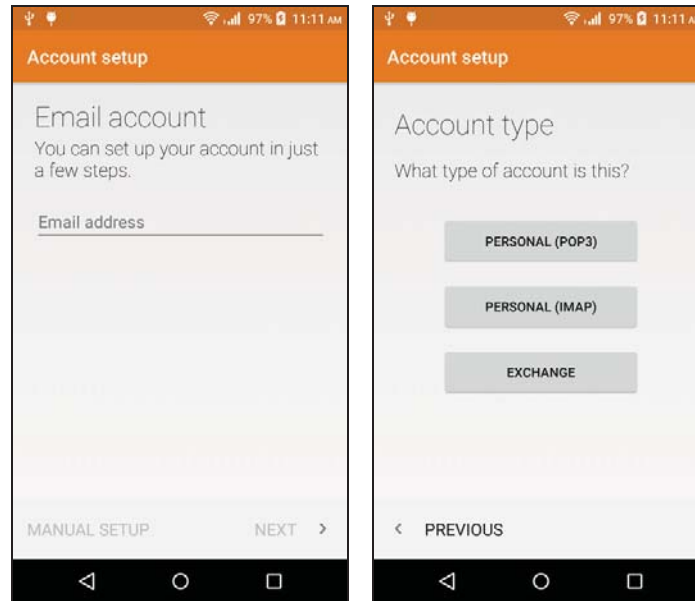 97% 11:11 AM
Account setup
Email account
You can set up your account in just
a few steps.
Email address
MANUAL SETUP
NEXT >
97% 11:11 A
Account setup
Account type
What type of account is this?
PERSONAL (POP3)
PERSONAL (IMAP)
EXCHANGE
< PREVIOUS